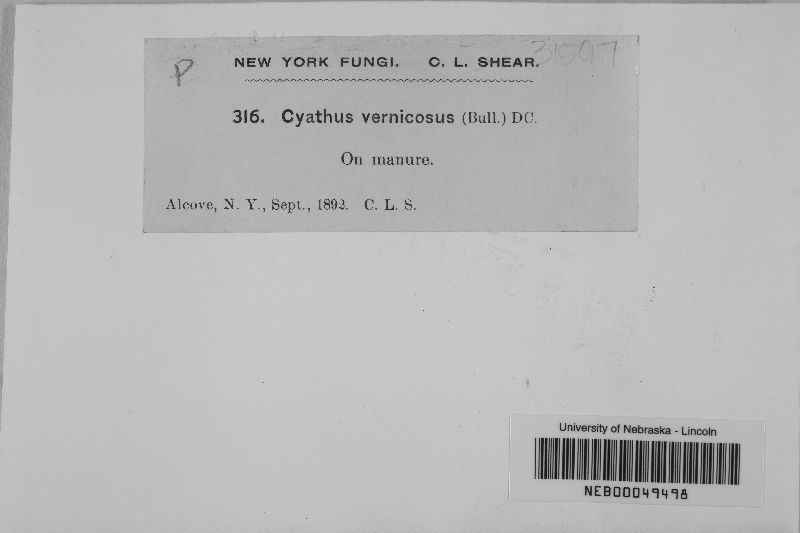 P
31597
NEW YORK FUNGI. C. L. SHEAR.
316. Cyathus vernicosus (Bull.) DC.
On manure.
Alcove, N. Y., Sept., 1892. C. L. S.
University of Nebraska - Lincoln
NEB00049498